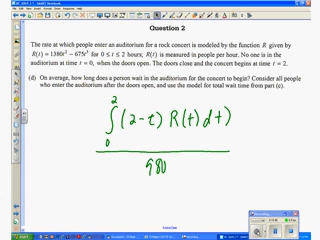 Question 2
The rate at which people enter an auditorium for a rock concert is modeled by the function R given by
R(t) = 1380t² − 675t³ for 0 ≤ t ≤ 2 hours; R(t) is measured in people per hour. No one is in the
auditorium at time t = 0, when the doors open. The doors close and the concert begins at time t = 2.
(d) On average, how long does a person wait in the auditorium for the concert to begin? Consider all people
who enter the auditorium after the doors open, and use the model for total wait time from part (c).
2
∫ (2-t) R(t) dt)
0
980